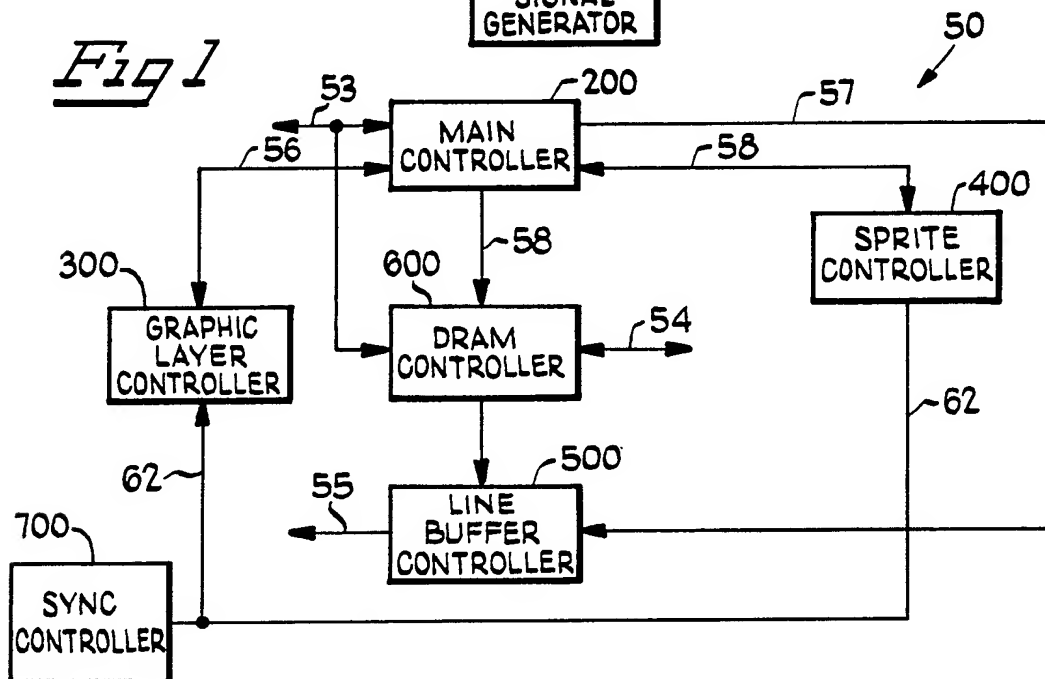 GENERATOR
50
Fig 1
200
53
57
MAIN
CONTROLLER
56
58
400
SPRITE
CONTROLLER
58
300
600
GRAPHIC
LAYER
CONTROLLER
DRAM
CONTROLLER
54
62
62
500
55
LINE
BUFFER
CONTROLLER
700
SYNC
CONTROLLER